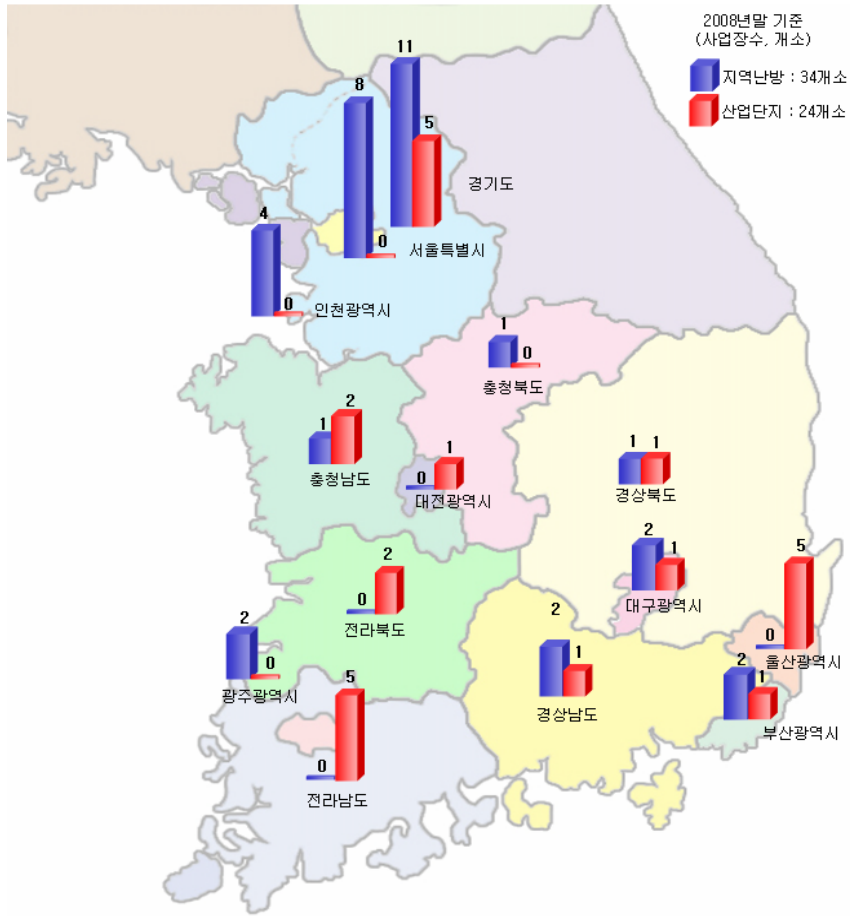 2008년말 기준
(사업장수, 개소)
지역난방 : 34개소
산업단지 : 24개소
11
5
경기도
8
0
서울특별시
4
0
인천광역시
1
0
충청북도
1
2
충청남도
0
1
대전광역시
1
1
경상북도
2
1
대구광역시
0
5
울산광역시
0
2
전라북도
2
0
광주광역시
2
1
경상남도
2
1
부산광역시
0
5
전라남도